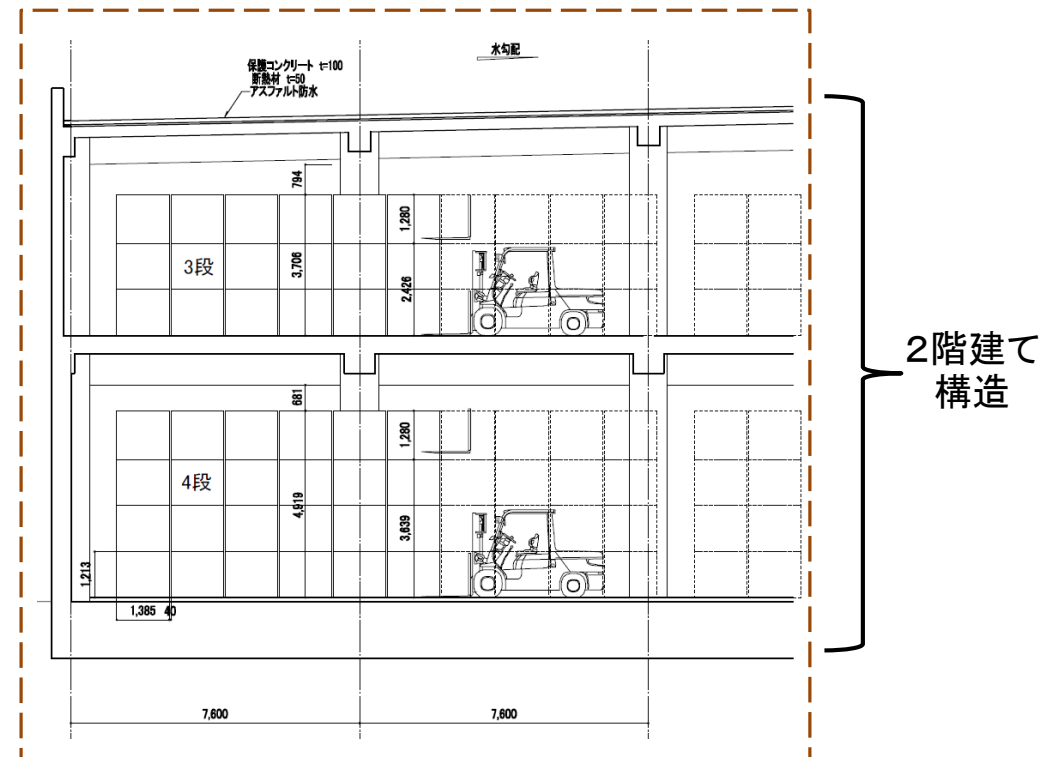 水勾配
保護コンクリート t=100
断熱材 t=50
アスファルト防水
794
1,280
3段
3,706
2,426
2階建て
構造
681
1,280
4段
4,919
3,639
1,213
1,385 40
7,600 7,600